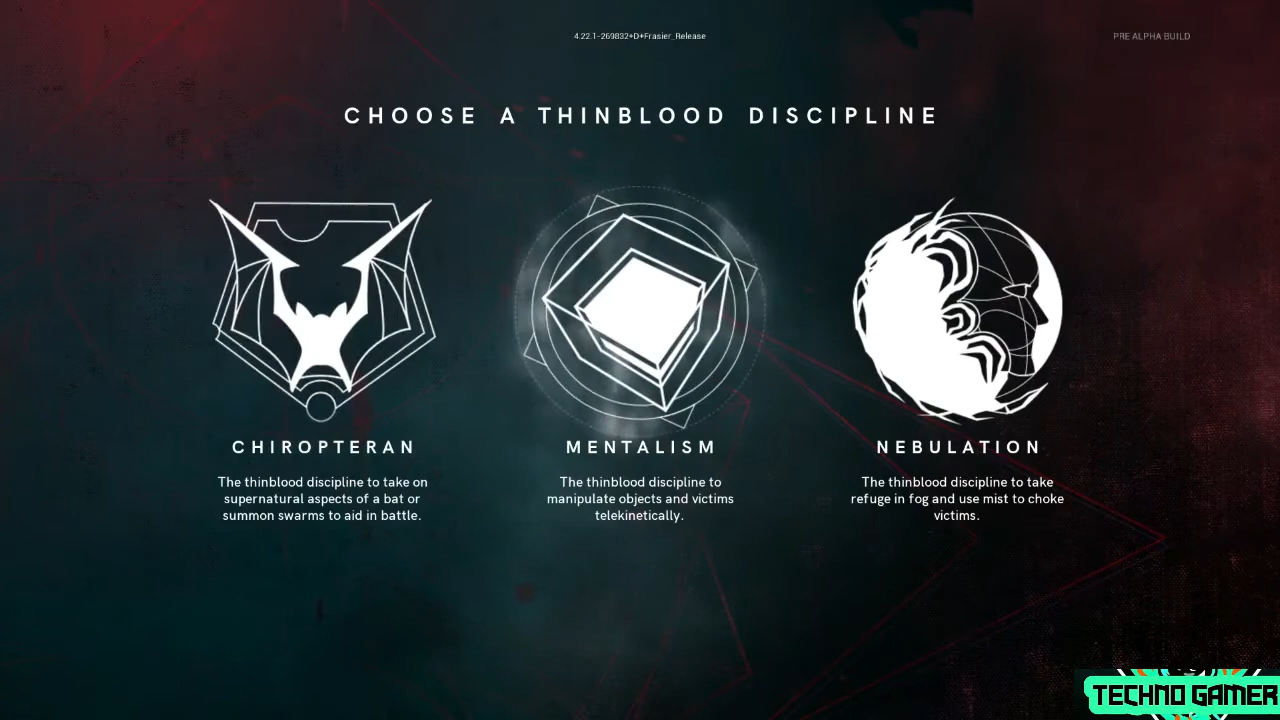 4.22.1-269832+D+Frasier_Release
PRE ALPHA BUILD
CHOOSE A THINBLOOD DISCIPLINE
CHIROPTERAN
The thinblood discipline to take on
supernatural aspects of a bat or
summon swarms to aid in battle.
MENTALISM
The thinblood discipline to
manipulate objects and victims
telekinetically.
NEBULATION
The thinblood discipline to take
refuge in fog and use mist to choke
victims.
TECHNO GAMER